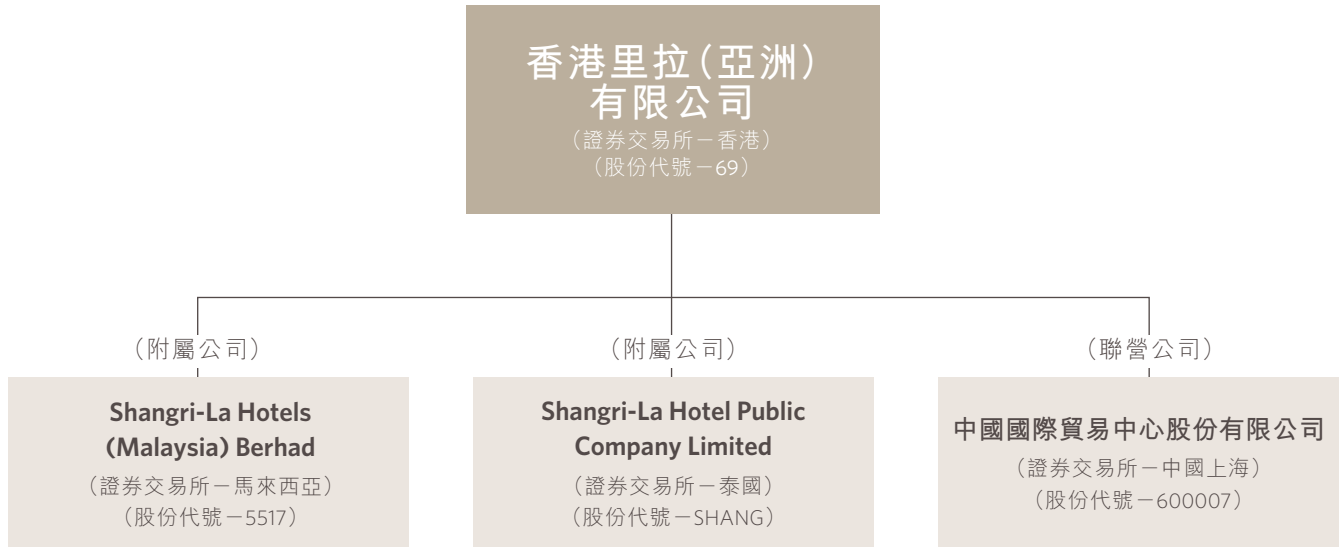 香港里拉（亞洲）
有限公司
（證券交易所－香港）
（股份代號－69）
（附屬公司）
Shangri-La Hotels
(Malaysia) Berhad
（證券交易所－馬來西亞）
（股份代號－5517）
（附屬公司）
Shangri-La Hotel Public
Company Limited
（證券交易所－泰國）
（股份代號－SHANG）
（聯營公司）
中國國際貿易中心股份有限公司
（證券交易所－中國上海）
（股份代號－600007）